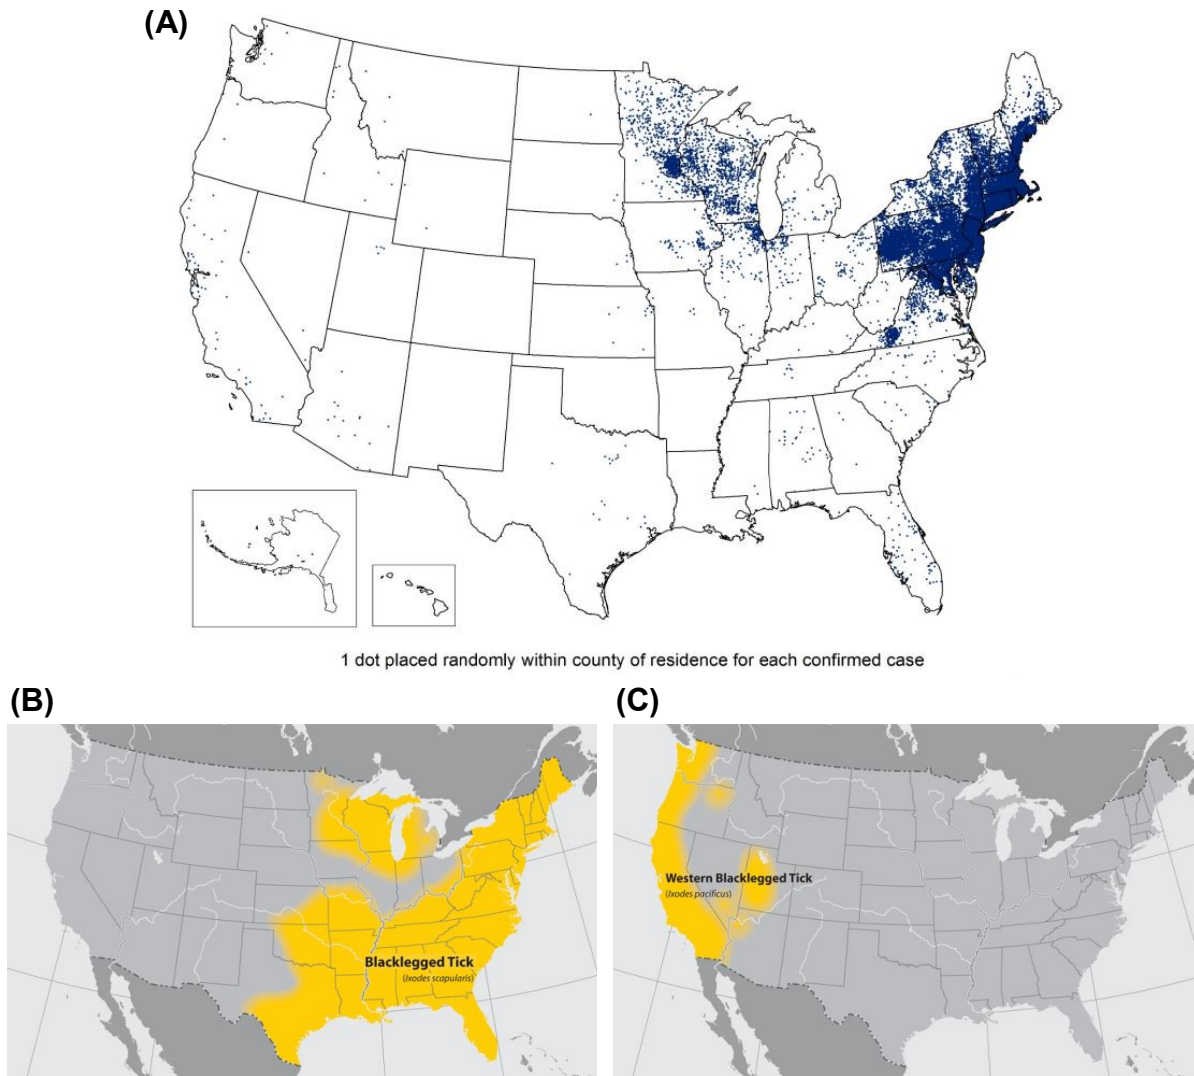 (A)
1 dot placed randomly within county of residence for each confirmed case
(B)
(C)
Blacklegged Tick
(Ixodes scapularis)
Western Blacklegged Tick
(Ixodes pacificus)